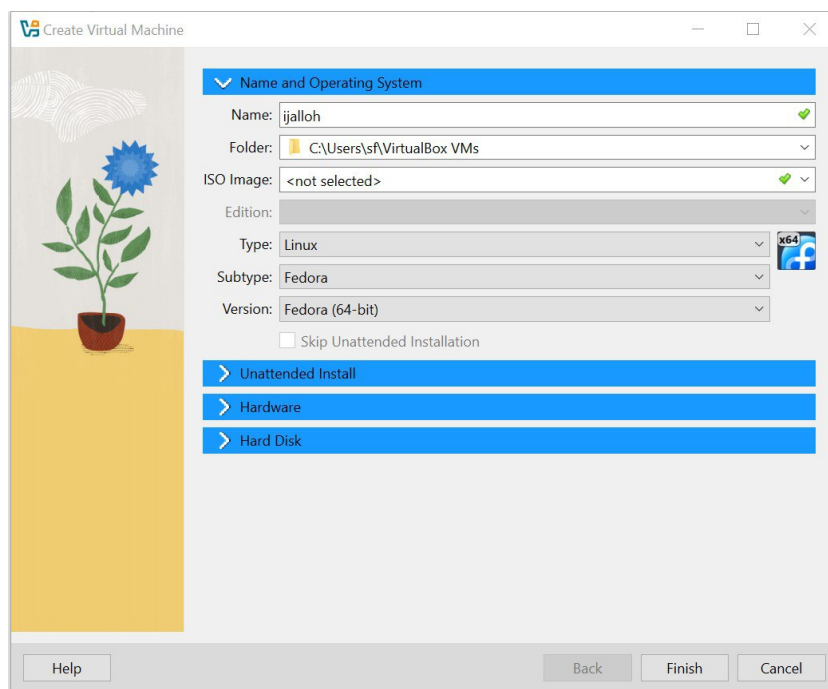 Create Virtual Machine
Name and Operating System
Name: ijalloh
Folder: C:\Users\sf\VirtualBox VMs
ISO Image: <not selected>
Edition:
Type: Linux
x64
Subtype: Fedora
Version: Fedora (64-bit)
Skip Unattended Installation
Unattended Install
Hardware
Hard Disk
Help Back Finish Cancel